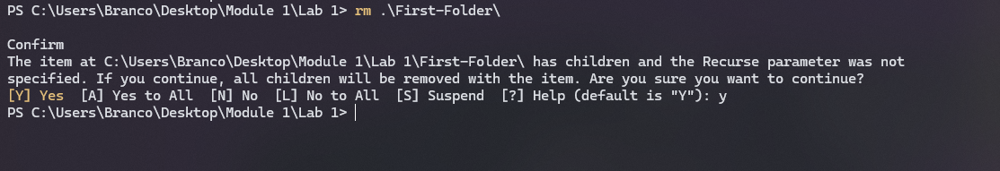 PS C:\Users\Branco\Desktop\Module 1\Lab 1> rm .\First-Folder\
Confirm
The item at C:\Users\Branco\Desktop\Module 1\Lab 1\First-Folder\ has children and the Recurse parameter was not
specified. If you continue, all children will be removed with the item. Are you sure you want to continue?
[Y] Yes  [A] Yes to All  [N] No  [L] No to All  [S] Suspend  [?] Help (default is "Y"): y
PS C:\Users\Branco\Desktop\Module 1\Lab 1>